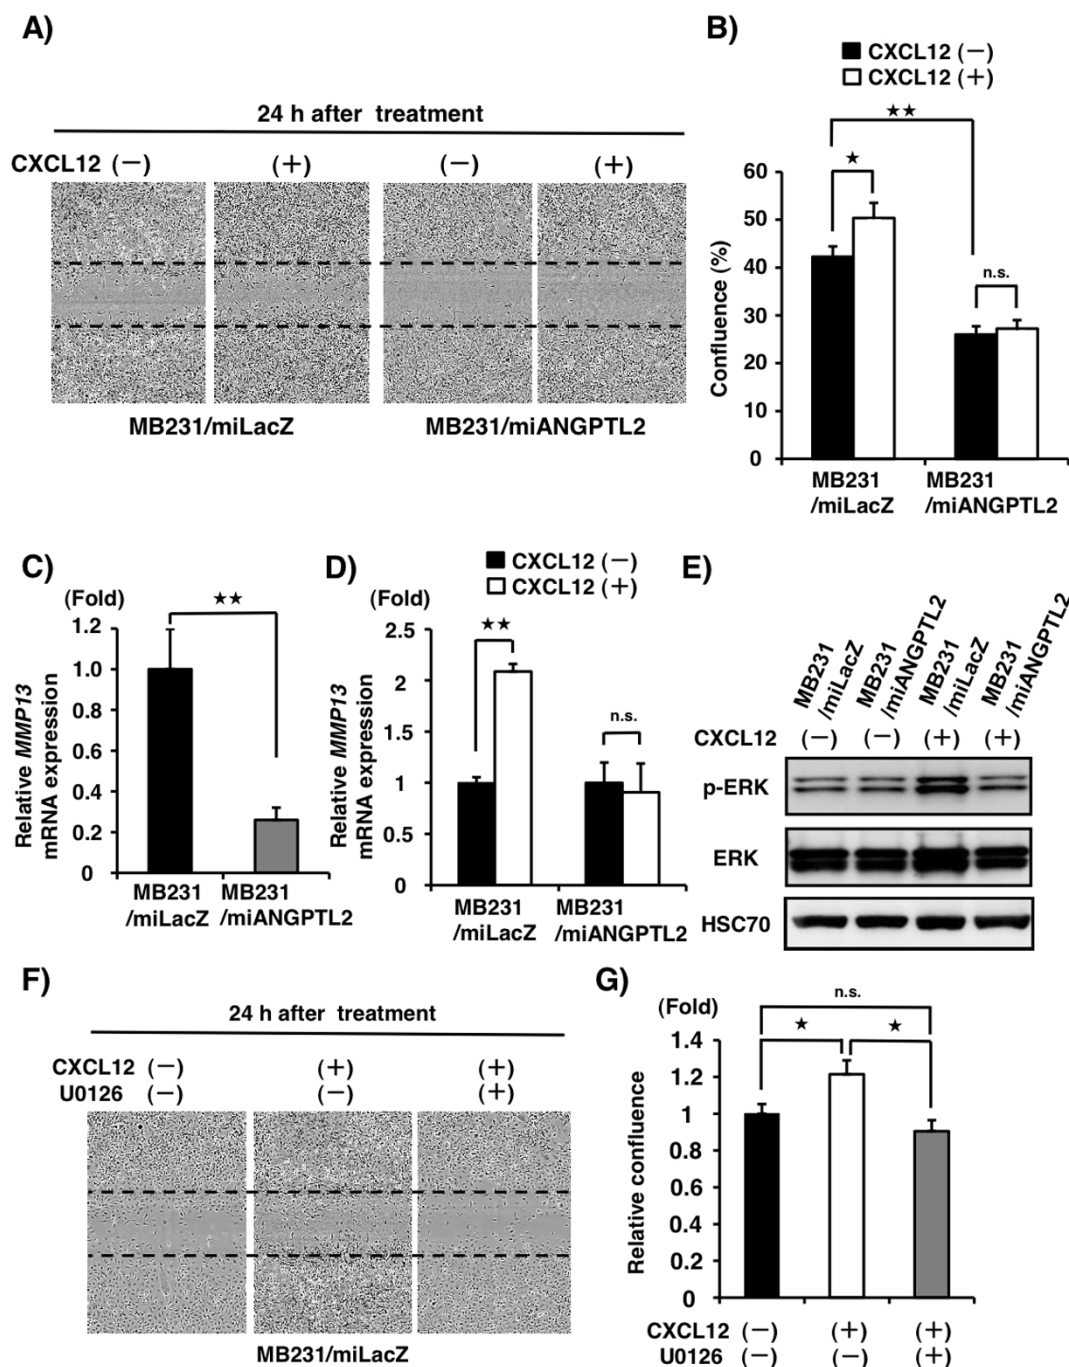 A)
24 h after treatment
CXCL12 (−) (+) (−) (+)
MB231/miLacZ MB231/miANGPTL2
B)
CXCL12 (−)
CXCL12 (+)
★★
★
n.s.
Confluence (%)
60
50
40
30
20
10
0
MB231 /miLacZ
MB231 /miANGPTL2
C)
(Fold)
★★
Relative MMP13
mRNA expression
1.2
1.0
0.8
0.6
0.4
0.2
0
MB231 /miLacZ
MB231 /miANGPTL2
D)
CXCL12 (−)
CXCL12 (+)
(Fold)
★★
n.s.
Relative MMP13
mRNA expression
2.5
2
1.5
1
0.5
0
MB231 /miLacZ
MB231 /miANGPTL2
E)
MB231 /miLacZ
MB231 /miANGPTL2
MB231 /miLacZ
MB231 /miANGPTL2
CXCL12 (−) (−) (+) (+)
p-ERK
ERK
HSC70
F)
24 h after treatment
CXCL12 (−) (+) (+)
U0126 (−) (−) (+)
MB231/miLacZ
G)
(Fold)
n.s.
★ ★
Relative confluence
1.4
1.2
1
0.8
0.6
0.4
0.2
0
CXCL12 (−) (+) (+)
U0126 (−) (−) (+)